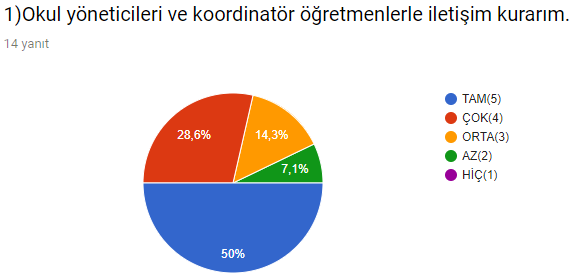 1)Okul yöneticileri ve koordinatör öğretmenlerle iletişim kurarım.
14 yanıt
TAM(5)
ÇOK(4)
ORTA(3)
AZ(2)
HİÇ(1)
28,6%
14,3%
7,1%
50%